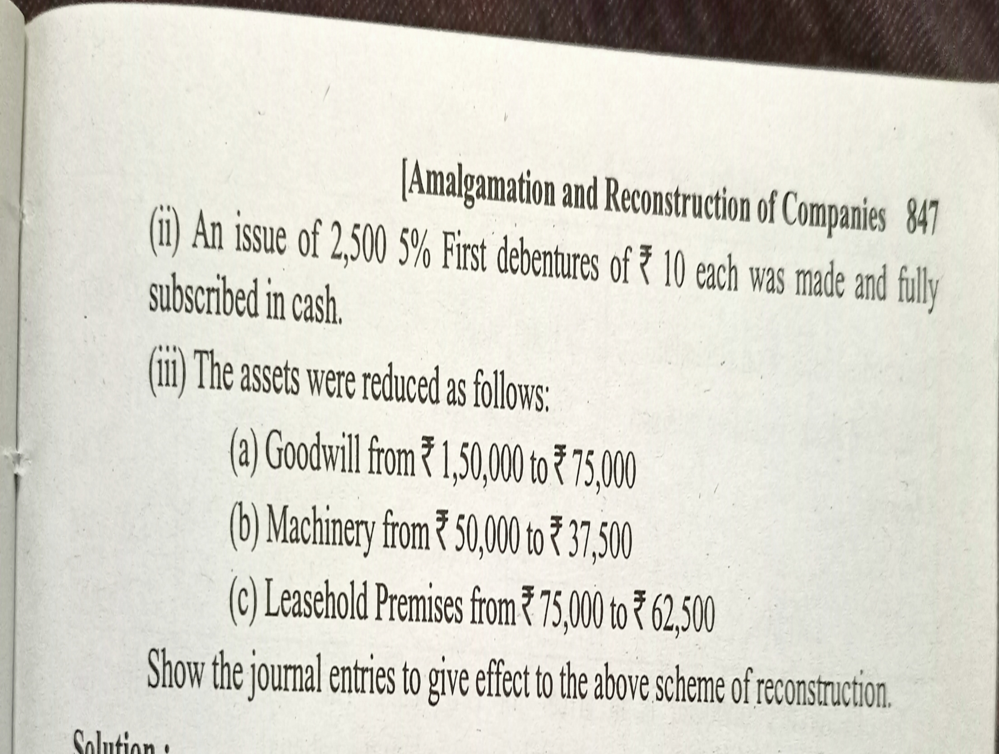 [Amalgamation and Reconstruction of Companies 847
(ii) An issue of 2,500 5% First debentures of ₹ 10 each was made and fully
subscribed in cash.
(iii) The assets were reduced as follows:
(a) Goodwill from ₹ 1,50,000 to ₹ 75,000
(b) Machinery from ₹ 50,000 to ₹ 37,500
(c) Leasehold Premises from ₹ 75,000 to ₹ 62,500
Show the journal entries to give effect to the above scheme of reconstruction.
Solution :